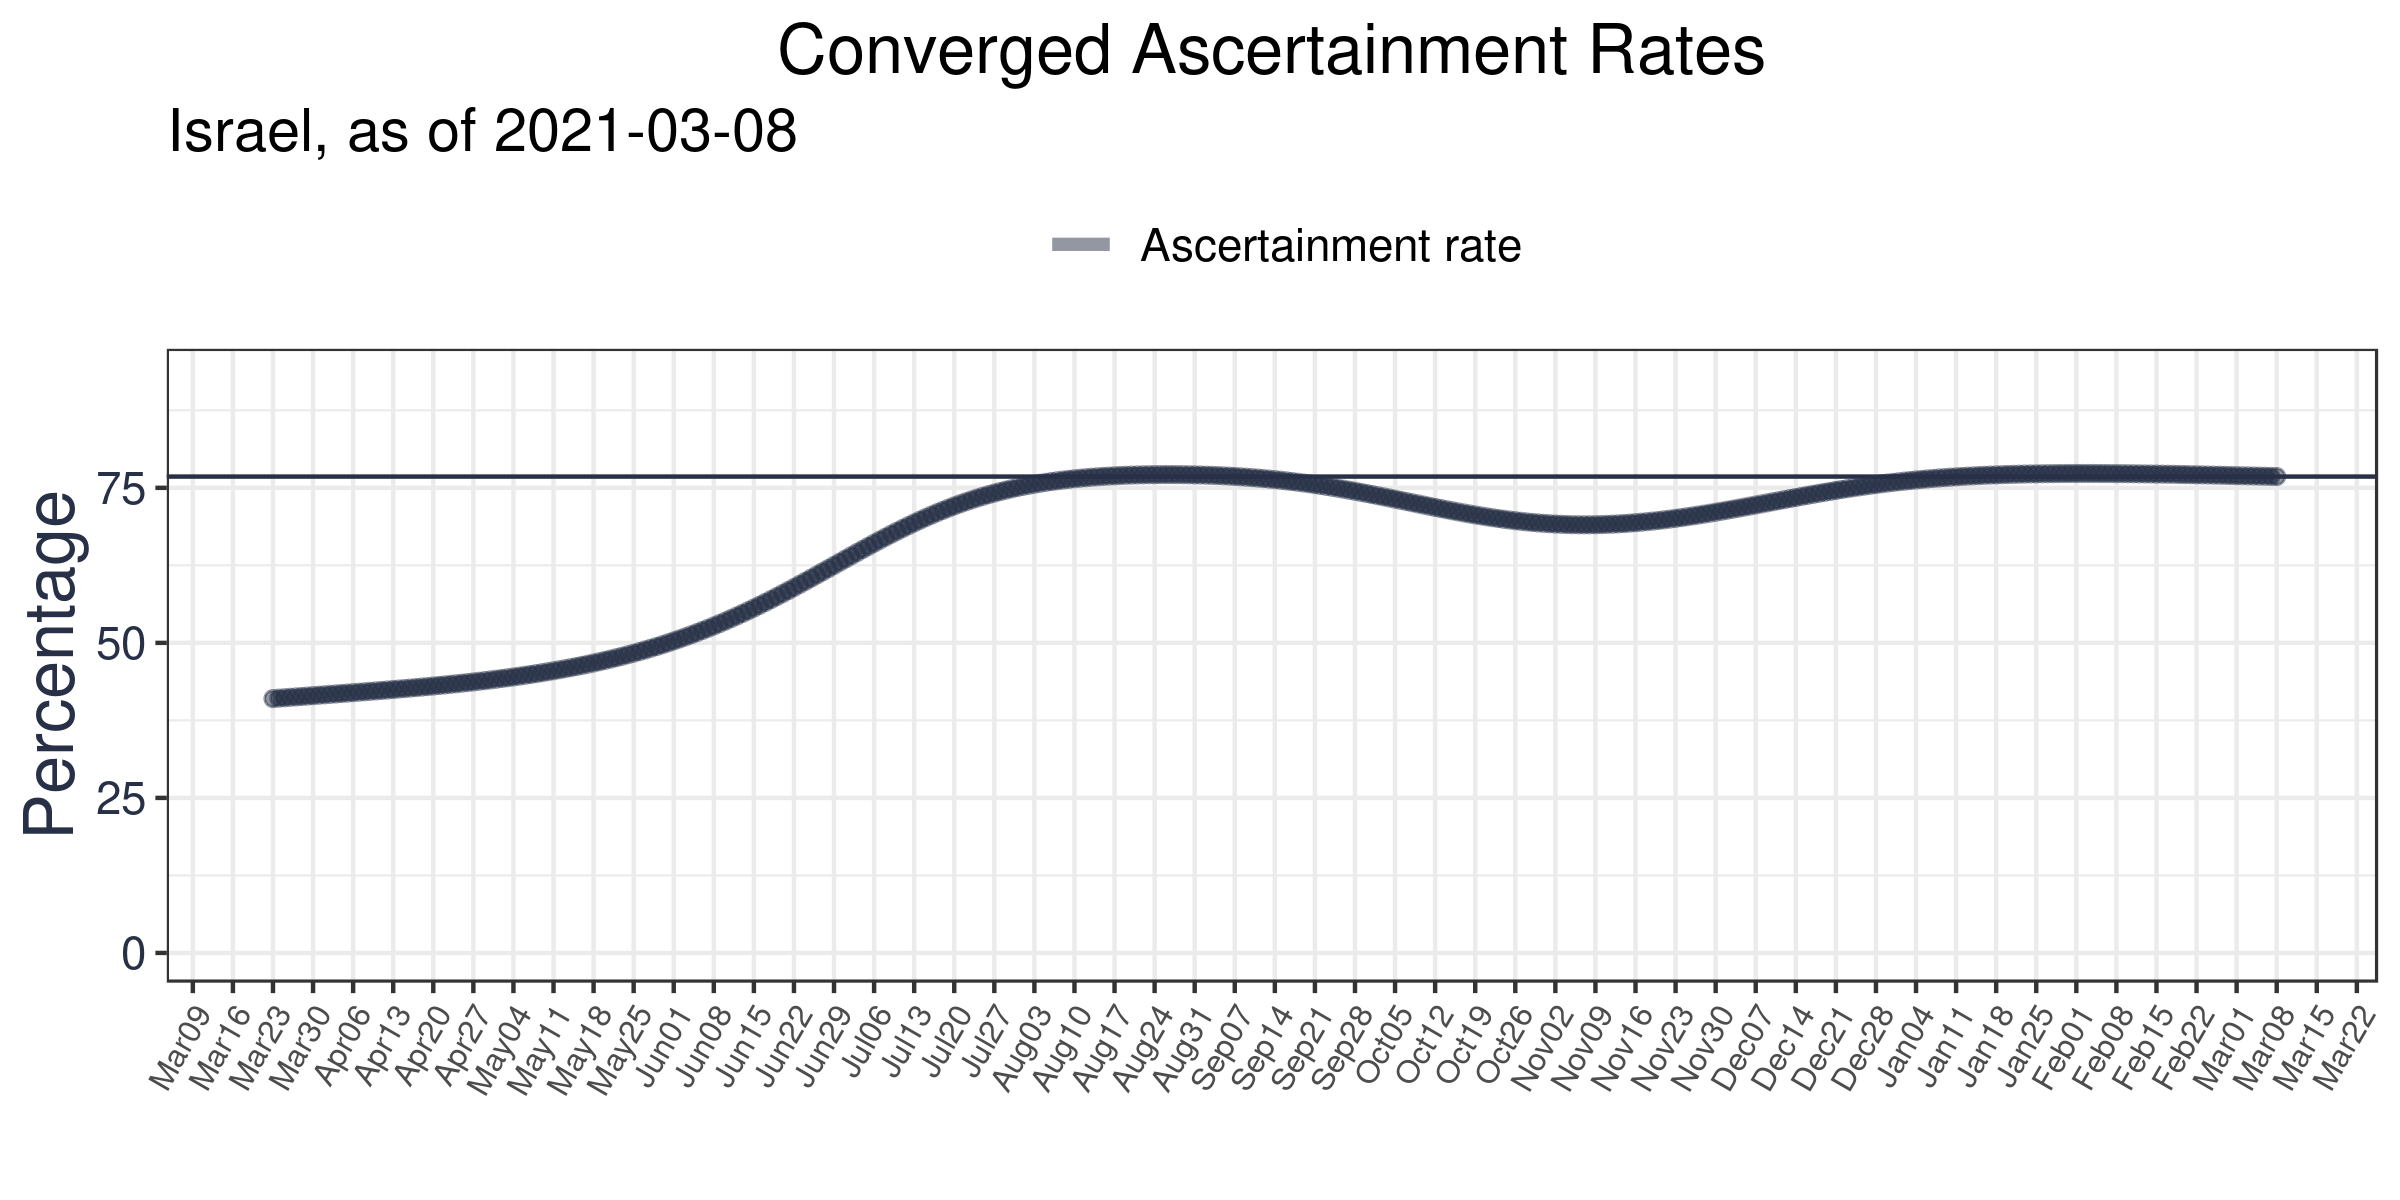 Converged Ascertainment Rates
Israel, as of 2021-03-08
Ascertainment rate
Percentage
75
50
25
0
Mar09
Mar16
Mar23
Mar30
Apr06
Apr13
Apr20
Apr27
May04
May11
May18
May25
Jun01
Jun08
Jun15
Jun22
Jun29
Jul06
Jul13
Jul20
Jul27
Aug03
Aug10
Aug17
Aug24
Aug31
Sep07
Sep14
Sep21
Sep28
Oct05
Oct12
Oct19
Oct26
Nov02
Nov09
Nov16
Nov23
Nov30
Dec07
Dec14
Dec21
Dec28
Jan04
Jan11
Jan18
Jan25
Feb01
Feb08
Feb15
Feb22
Mar01
Mar08
Mar15
Mar22